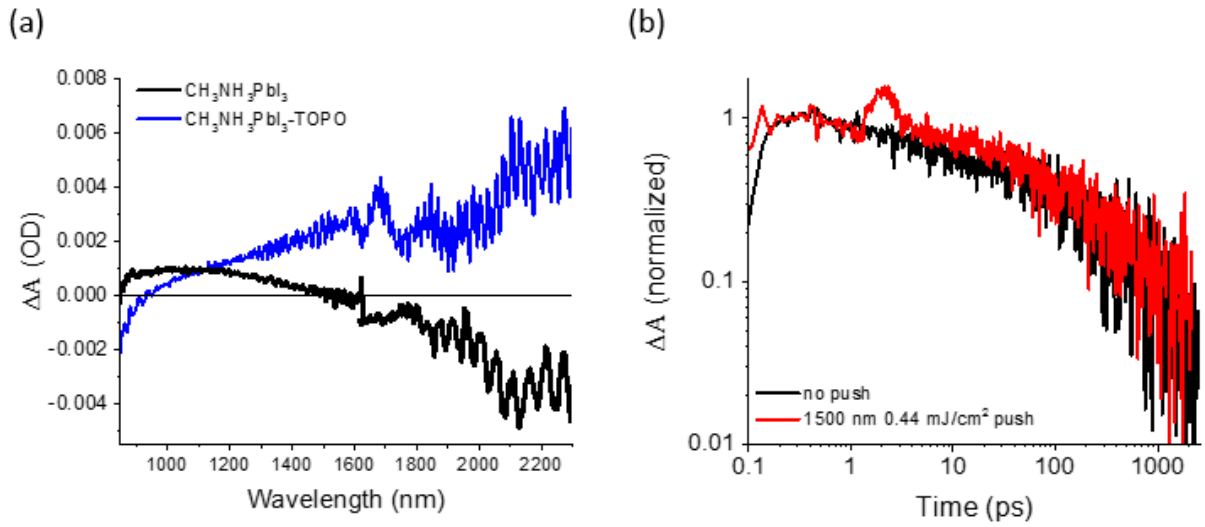 (a)
(b)
0.008
0.006
0.004
0.002
0.000
-0.002
-0.004
ΔA (OD)
CH₃NH₃PbI₃
CH₃NH₃PbI₃-TOPO
1000 1200 1400 1600 1800 2000 2200
Wavelength (nm)
1
0.1
0.01
ΔA (normalized)
no push
1500 nm 0.44 mJ/cm² push
0.1 1 10 100 1000
Time (ps)